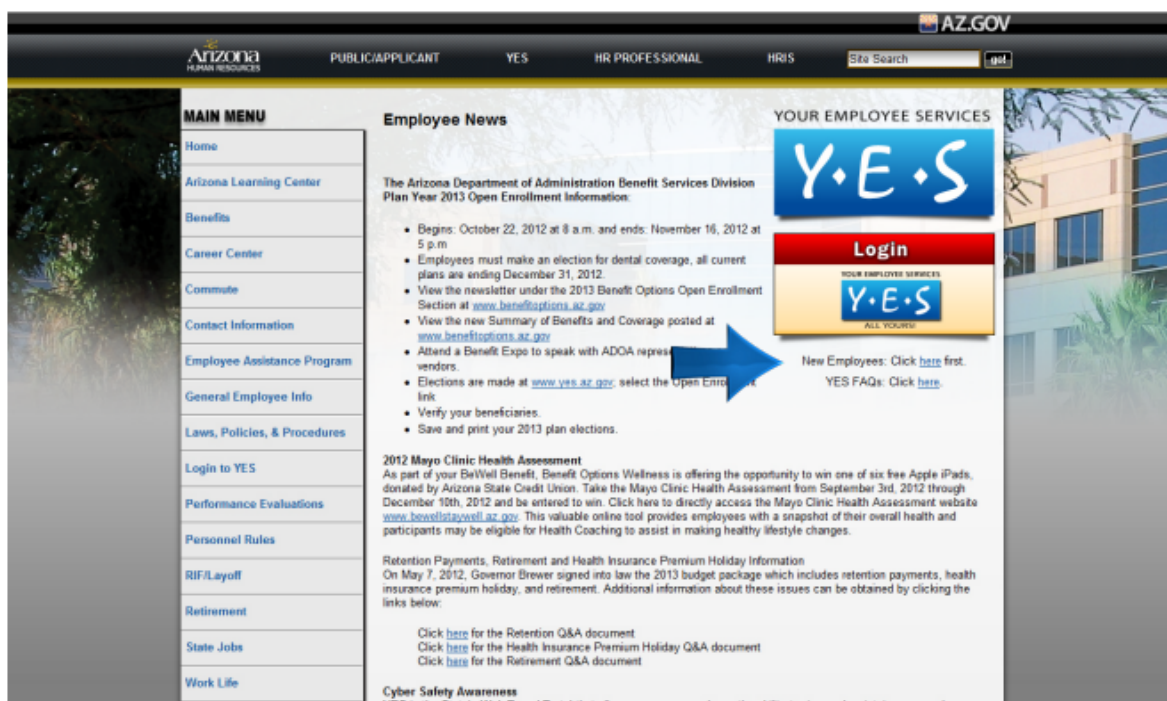 AZ.GOV
Arizona
HUMAN RESOURCES
PUBLIC/APPLICANT
YES
HR PROFESSIONAL
HRIS
Site Search
go!
MAIN MENU
Home
Arizona Learning Center
Benefits
Career Center
Commute
Contact Information
Employee Assistance Program
General Employee Info
Laws, Policies, & Procedures
Login to YES
Performance Evaluations
Personnel Rules
RIF/Layoff
Retirement
State Jobs
Work Life
Employee News
The Arizona Department of Administration Benefit Services Division
Plan Year 2013 Open Enrollment Information:
• Begins: October 22, 2012 at 8 a.m. and ends: November 16, 2012 at
5 p.m
• Employees must make an election for dental coverage, all current
plans are ending December 31, 2012.
• View the newsletter under the 2013 Benefit Options Open Enrollment
Section at www.benefitoptions.az.gov
• View the new Summary of Benefits and Coverage posted at
www.benefitoptions.az.gov
• Attend a Benefit Expo to speak with ADOA
vendors.
• Elections are made at www.yes.az.gov; select the Open
link
• Verify your beneficiaries.
• Save and print your 2013 plan elections.
YOUR EMPLOYEE SERVICES
Y•E•S
Login
YOUR EMPLOYEE SERVICES
Y•E•S
ALL YOURS!
New Employees: Click here first.
YES FAQs: Click here.
2012 Mayo Clinic Health Assessment
As part of your BeWell Benefit, Benefit Options Wellness is offering the opportunity to win one of six free Apple iPads,
donated by Arizona State Credit Union. Take the Mayo Clinic Health Assessment from September 3rd, 2012 through
December 10th, 2012 and be entered to win. Click here to directly access the Mayo Clinic Health Assessment website
www.bewellstaywell.az.gov. This valuable online tool provides employees with a snapshot of their overall health and
participants may be eligible for Health Coaching to assist in making healthy lifestyle changes.
Retention Payments, Retirement and Health Insurance Premium Holiday Information
On May 7, 2012, Governor Brewer signed into law the 2013 budget package which includes retention payments, health
insurance premium holiday, and retirement. Additional information about these issues can be obtained by clicking the
links below:
Click here for the Retention Q&A document
Click here for the Health Insurance Premium Holiday Q&A document
Click here for the Retirement Q&A document
Cyber Safety Awareness